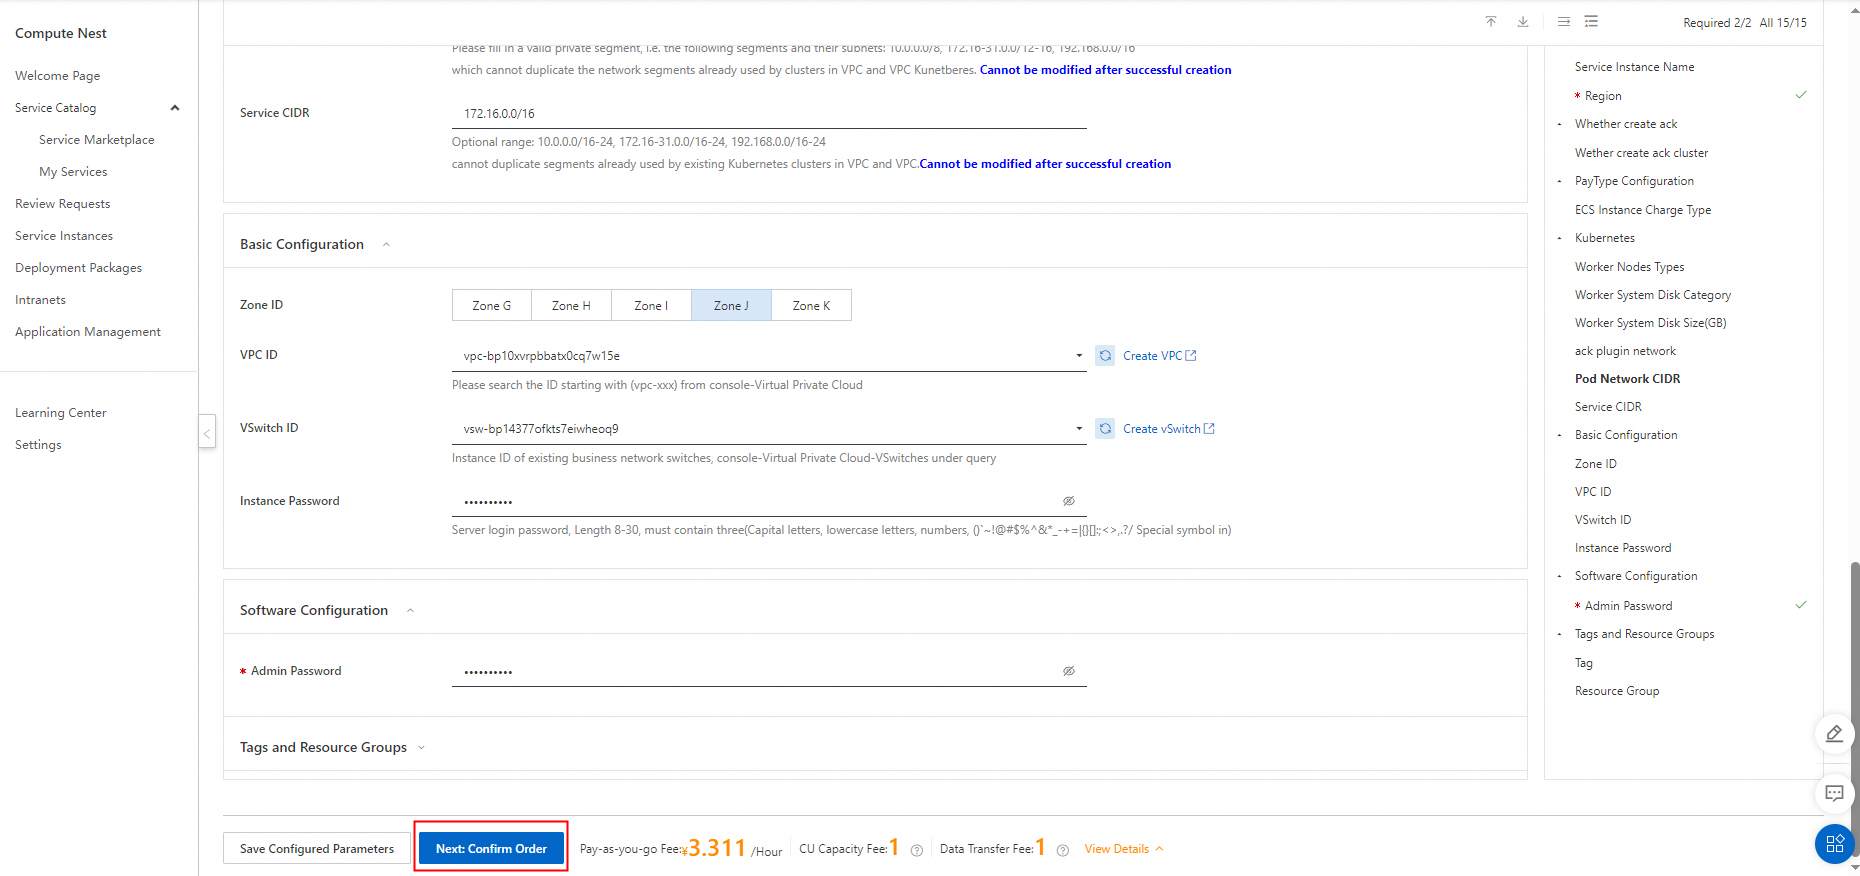 Compute Nest
Welcome Page
Service Catalog
Service Marketplace
My Services
Review Requests
Service Instances
Deployment Packages
Intranets
Application Management
Learning Center
Settings
Please fill in a valid private segment, i.e. the following segments and their subnets: 10.0.0.0/8, 172.16-31.0.0/12-16, 192.168.0.0/16
which cannot duplicate the network segments already used by clusters in VPC and VPC Kunetberes. Cannot be modified after successful creation
Service CIDR
172.16.0.0/16
Optional range: 10.0.0.0/16-24, 172.16-31.0.0/16-24, 192.168.0.0/16-24
cannot duplicate segments already used by existing Kubernetes clusters in VPC and VPC.Cannot be modified after successful creation
Basic Configuration
Zone ID
Zone G Zone H Zone I Zone J Zone K
VPC ID
vpc-bp10xvrpbbatx0cq7w15e
Create VPC
Please search the ID starting with (vpc-xxx) from console-Virtual Private Cloud
VSwitch ID
vsw-bp14377ofkts7eiwheoq9
Create vSwitch
Instance ID of existing business network switches, console-Virtual Private Cloud-VSwitches under query
Instance Password
••••••••••
Server login password, Length 8-30, must contain three(Capital letters, lowercase letters, numbers, ()`~!@#$%^&*_-+=|{}[]:;<>,.?/ Special symbol in)
Software Configuration
* Admin Password
••••••••••
Tags and Resource Groups
Save Configured Parameters
Next: Confirm Order
Pay-as-you-go Fee:¥3.311 /Hour
CU Capacity Fee:1
Data Transfer Fee:1
View Details
Required 2/2 All 15/15
Service Instance Name
* Region
Whether create ack
Wether create ack cluster
PayType Configuration
ECS Instance Charge Type
Kubernetes
Worker Nodes Types
Worker System Disk Category
Worker System Disk Size(GB)
ack plugin network
Pod Network CIDR
Service CIDR
Basic Configuration
Zone ID
VPC ID
VSwitch ID
Instance Password
Software Configuration
* Admin Password
Tags and Resource Groups
Tag
Resource Group